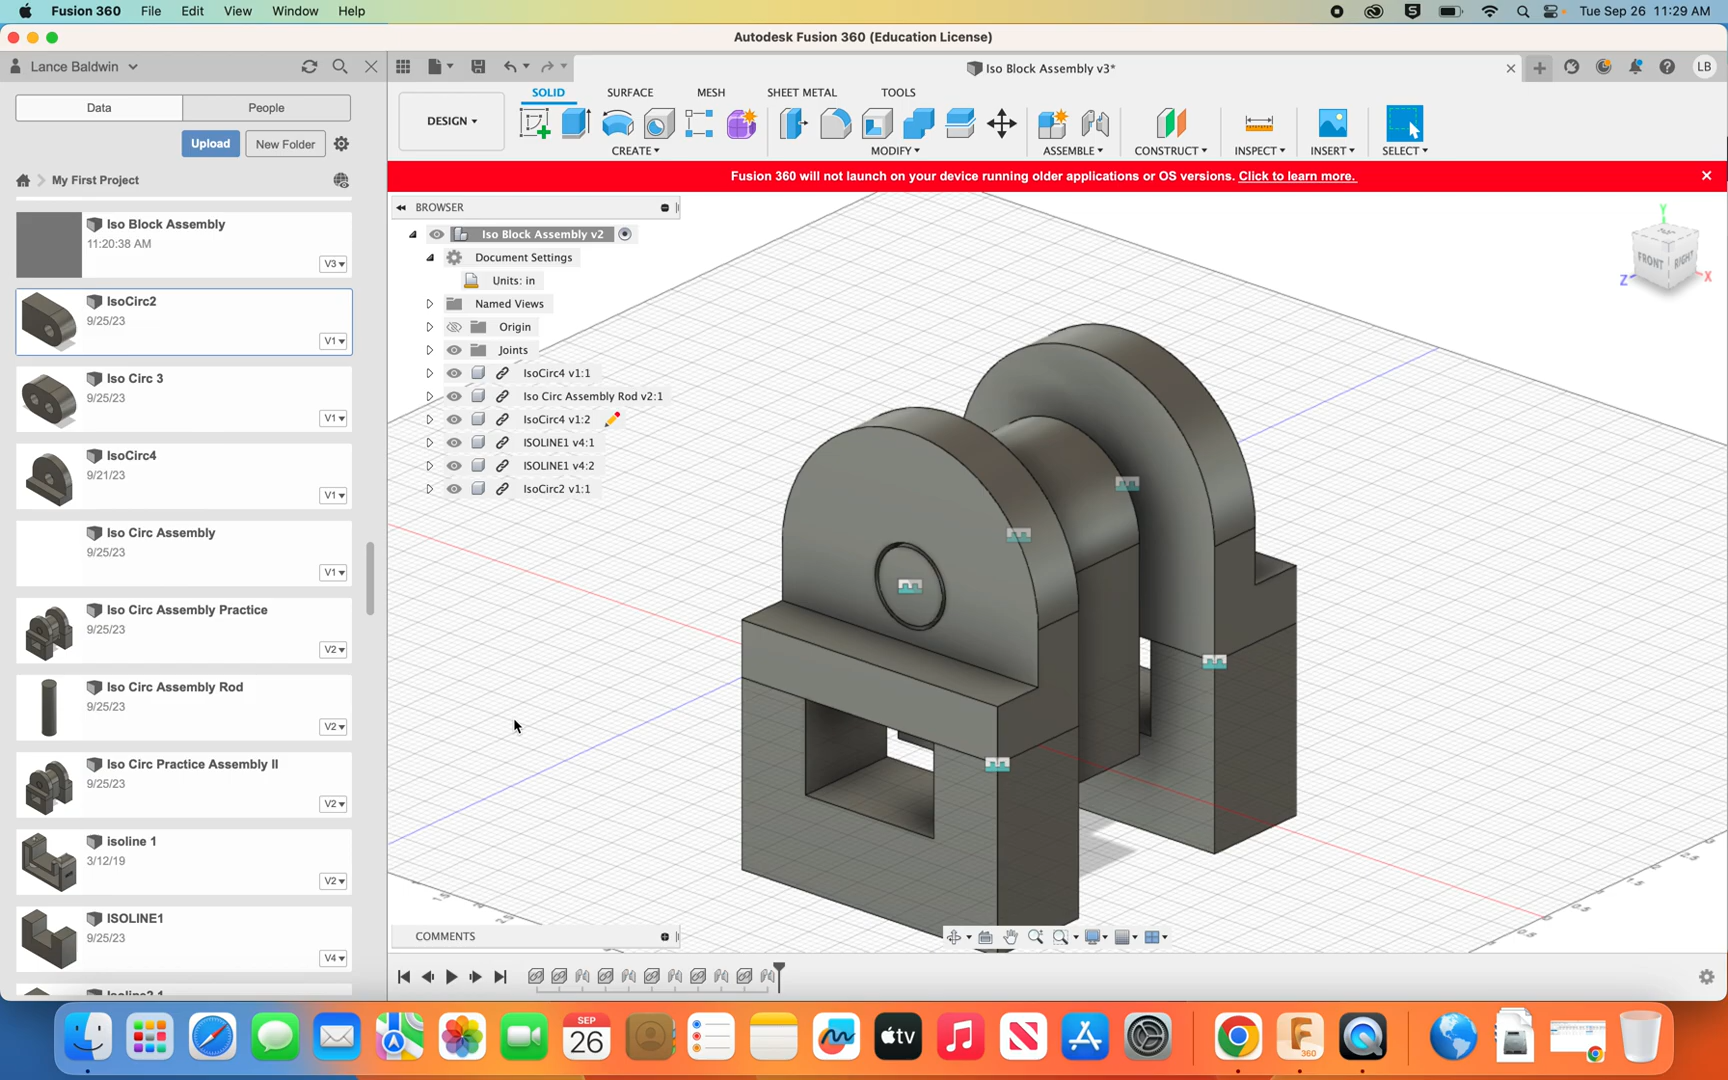 Fusion 360 File Edit View Window Help
Tue Sep 26 11:29 AM
Autodesk Fusion 360 (Education License)
Lance Baldwin
Iso Block Assembly v3*
LB
Data People
Upload New Folder
My First Project
DESIGN
SOLID SURFACE MESH SHEET METAL TOOLS
CREATE MODIFY ASSEMBLE CONSTRUCT INSPECT INSERT SELECT
Fusion 360 will not launch on your device running older applications or OS versions. Click to learn more.
Iso Block Assembly
11:20:38 AM
V3
IsoCirc2
9/25/23
V1
Iso Circ 3
9/25/23
V1
IsoCirc4
9/21/23
V1
Iso Circ Assembly
9/25/23
V1
Iso Circ Assembly Practice
9/25/23
V2
Iso Circ Assembly Rod
9/25/23
V2
Iso Circ Practice Assembly II
9/25/23
V2
isoline 1
3/12/19
V2
ISOLINE1
9/25/23
V4
BROWSER
Iso Block Assembly v2
Document Settings
Units: in
Named Views
Origin
Joints
IsoCirc4 v1:1
Iso Circ Assembly Rod v2:1
IsoCirc4 v1:2
ISOLINE1 v4:1
ISOLINE1 v4:2
IsoCirc2 v1:1
Y
TOP
FRONT RIGHT
Z X
COMMENTS
SEP
26
tv
360